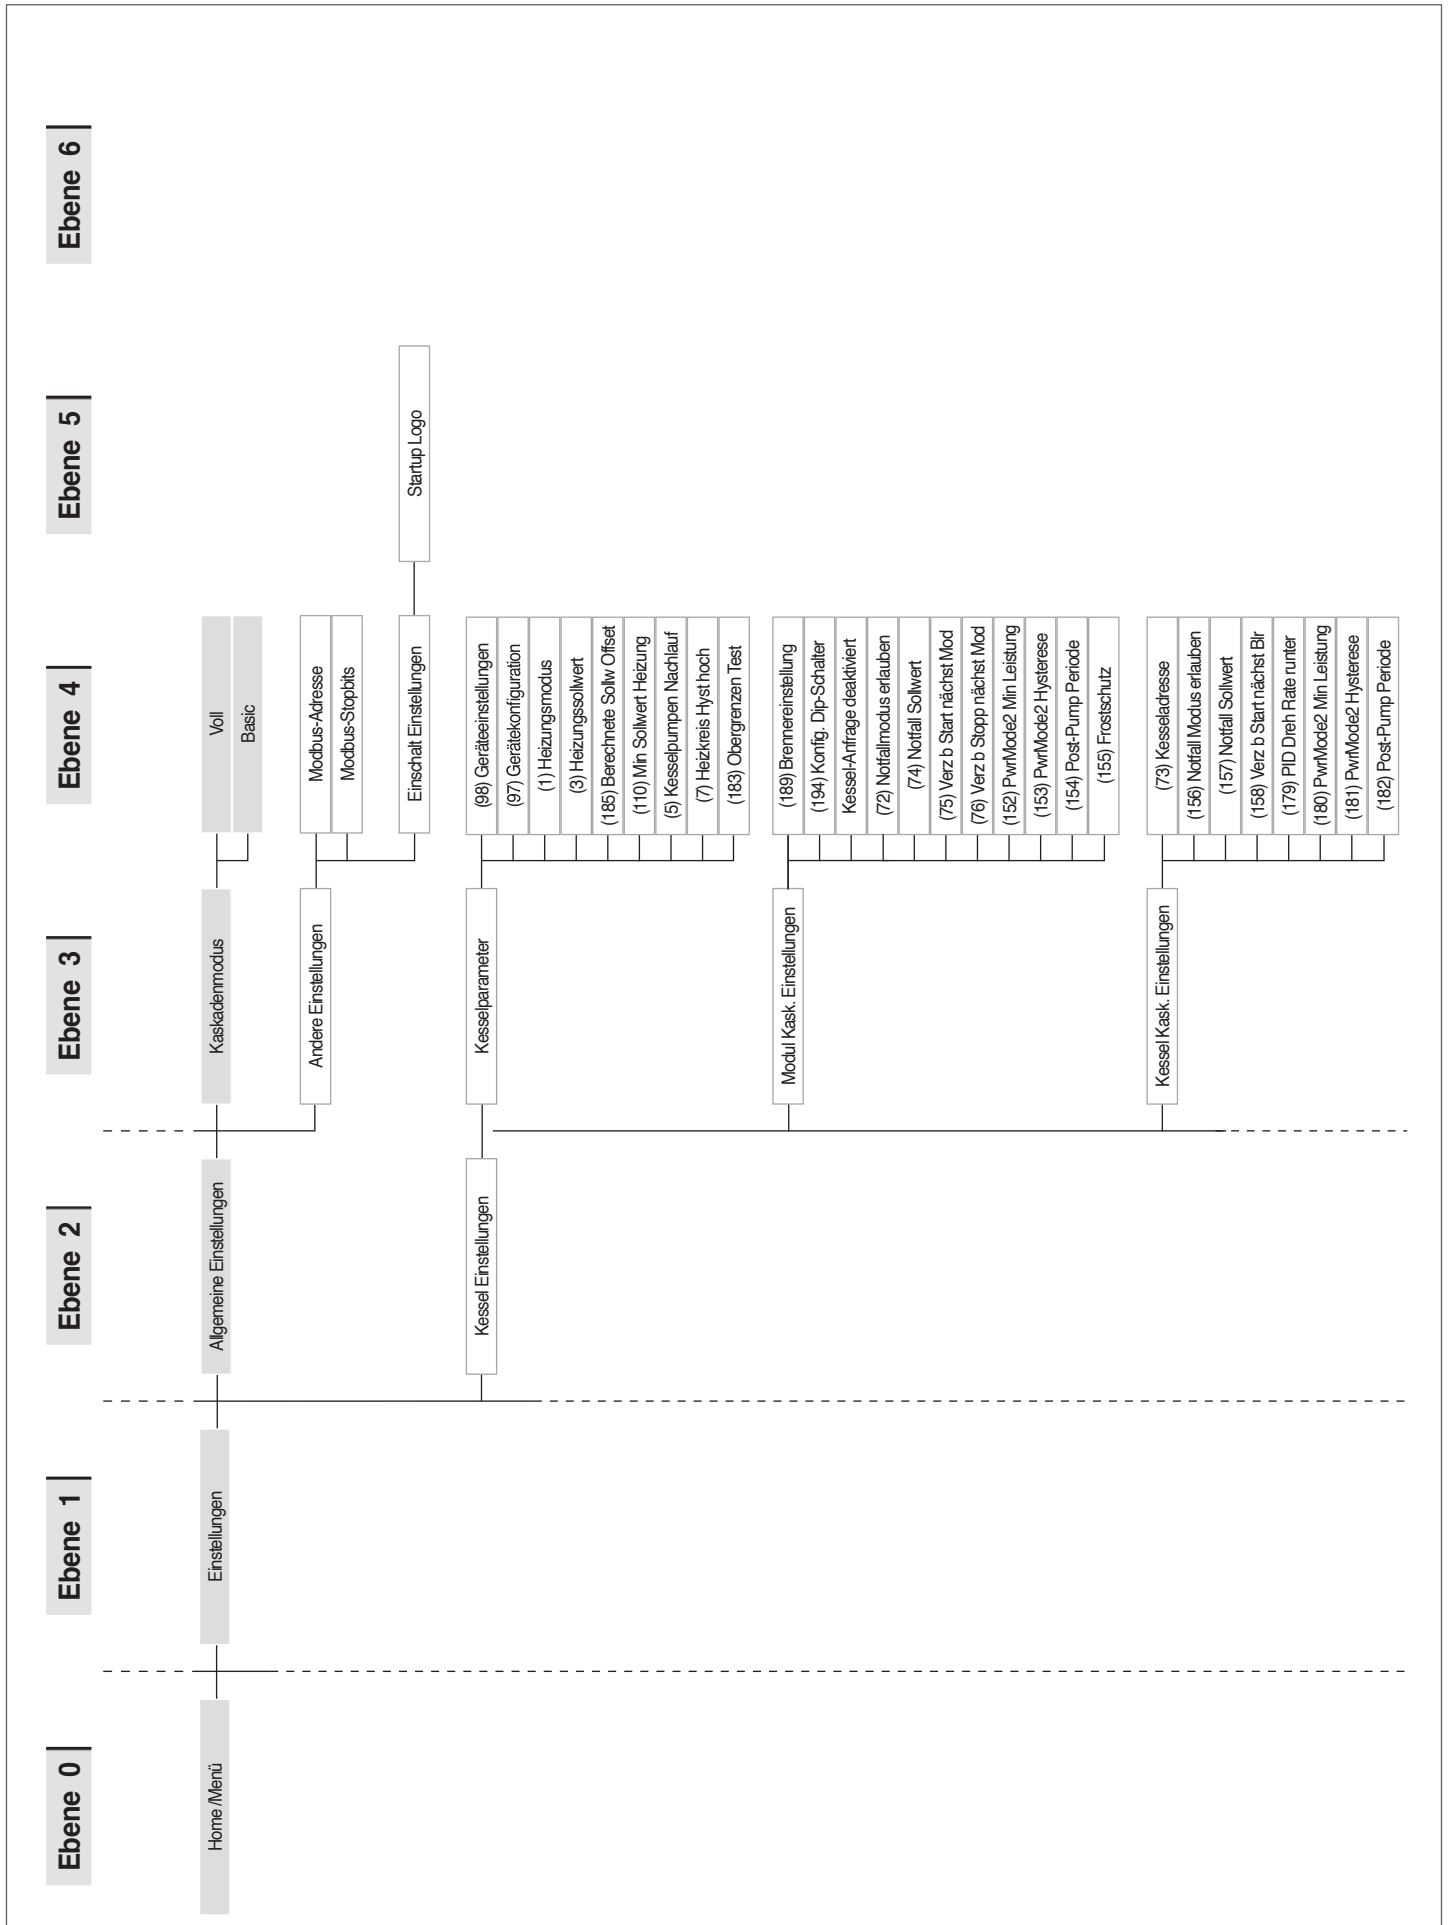 Ebene 0
Ebene 1
Ebene 2
Ebene 3
Ebene 4
Ebene 5
Ebene 6
Home /Menü
Einstellungen
Allgemeine Einstellungen
Kaskadenmodus
Voll
Basic
Andere Einstellungen
Modbus-Adresse
Modbus-Stopbits
Einschalt Einstellungen
Startup Logo
Kessel Einstellungen
Kesselparameter
(98) Geräteeinstellungen
(97) Gerätekonfiguration
(1) Heizungsmodus
(3) Heizungssollwert
(185) Berechnete Sollw Offset
(110) Min Sollwert Heizung
(5) Kesselpumpen Nachlauf
(7) Heizkreis Hyst hoch
(183) Obergrenzen Test
Modul Kask. Einstellungen
(189) Brennereinstellung
(194) Konfig. Dip-Schalter
Kessel-Anfrage deaktiviert
(72) Notfallmodus erlauben
(74) Notfall Sollwert
(75) Verz b Start nächst Mod
(76) Verz b Stopp nächst Mod
(152) PwrMode2 Min Leistung
(153) PwrMode2 Hysterese
(154) Post-Pump Periode
(155) Frostschutz
Kessel Kask. Einstellungen
(73) Kesseladresse
(156) Notfall Modus erlauben
(157) Notfall Sollwert
(158) Verz b Start nächst Blr
(179) PID Dreh Rate runter
(180) PwrMode2 Min Leistung
(181) PwrMode2 Hysterese
(182) Post-Pump Periode